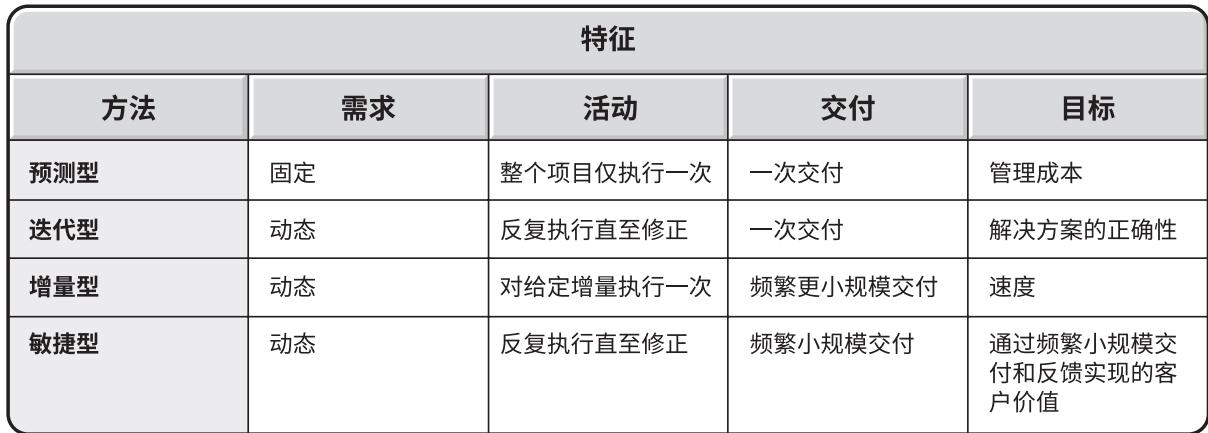 特征
方法 需求 活动 交付 目标
预测型 固定 整个项目仅执行一次 一次交付 管理成本
迭代型 动态 反复执行直至修正 一次交付 解决方案的正确性
增量型 动态 对给定增量执行一次 频繁更小规模交付 速度
敏捷型 动态 反复执行直至修正 频繁小规模交付 通过频繁小规模交
付和反馈实现的客
户价值